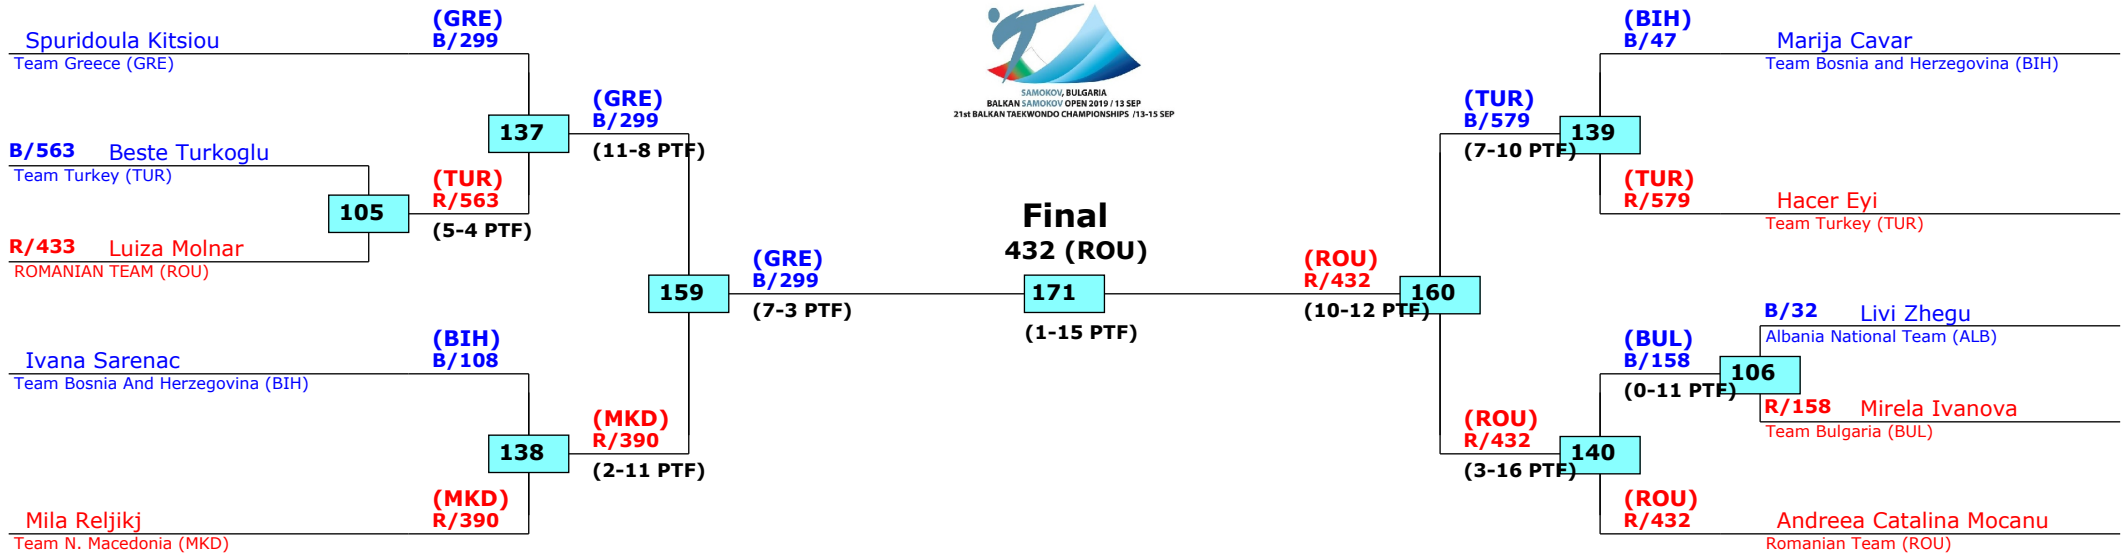 (GRE)
B/299
Spuridoula Kitsiou
Team Greece (GRE)
(GRE)
B/299
137
(11-8 PTF)
B/563 Beste Turkoglu
Team Turkey (TUR)
(TUR)
R/563
105
(5-4 PTF)
R/433 Luiza Molnar
ROMANIAN TEAM (ROU)
(GRE)
B/299
159
(7-3 PTF)
(BIH)
B/108
Ivana Sarenac
Team Bosnia And Herzegovina (BIH)
(MKD)
R/390
138
(2-11 PTF)
(MKD)
R/390
Mila Reljikj
Team N. Macedonia (MKD)
SAMOKOV, BULGARIA
BALKAN SAMOKOV OPEN 2019 / 13 SEP
21st BALKAN TAEKWONDO CHAMPIONSHIPS /13-15 SEP
Final
432 (ROU)
171
(1-15 PTF)
(BIH)
B/47
Marija Cavar
Team Bosnia and Herzegovina (BIH)
(TUR)
B/579
139
(7-10 PTF)
(TUR)
R/579
Hacer Eyi
Team Turkey (TUR)
(ROU)
R/432
160
(10-12 PTF)
B/32 Livi Zhegu
Albania National Team (ALB)
(BUL)
B/158
106
(0-11 PTF)
R/158 Mirela Ivanova
Team Bulgaria (BUL)
(ROU)
R/432
140
(3-16 PTF)
(ROU)
R/432
Andreea Catalina Mocanu
Romanian Team (ROU)